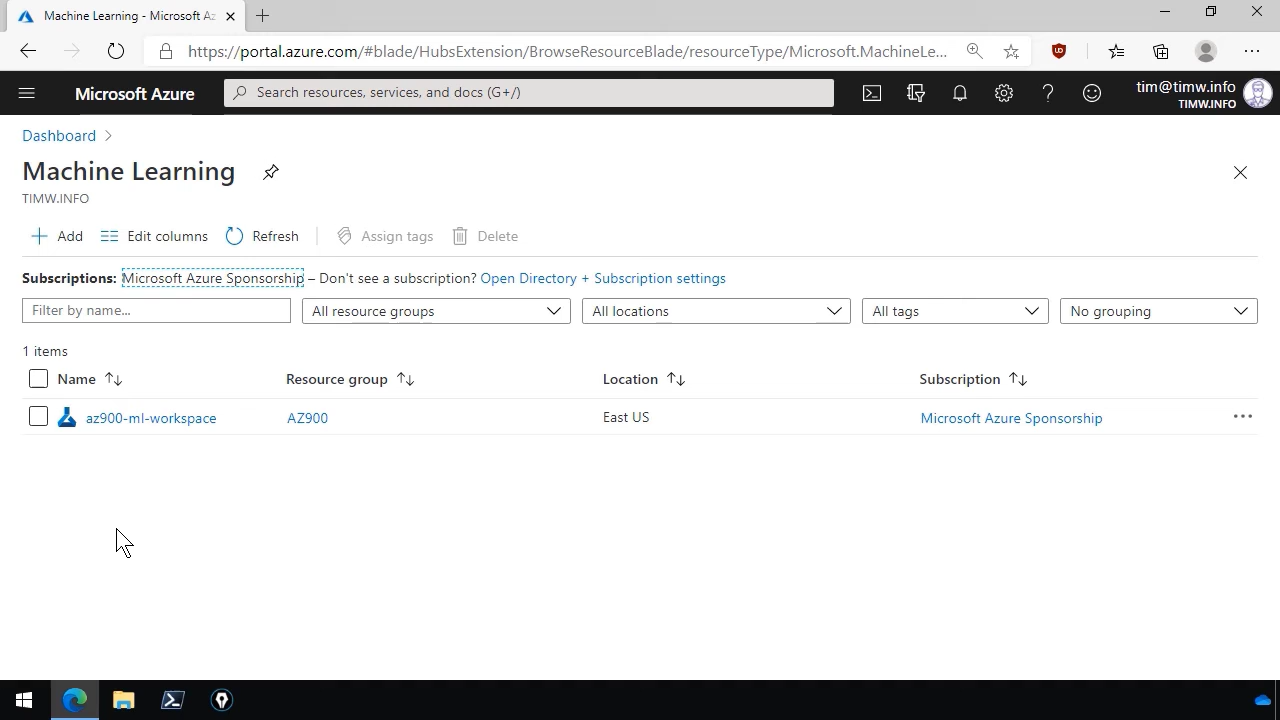 Machine Learning - Microsoft Az
https://portal.azure.com/#blade/HubsExtension/BrowseResourceBlade/resourceType/Microsoft.MachineLe...
Microsoft Azure
Search resources, services, and docs (G+/)
tim@timw.info
TIMW.INFO
Dashboard
Machine Learning
TIMW.INFO
Add Edit columns Refresh Assign tags Delete
Subscriptions: Microsoft Azure Sponsorship – Don't see a subscription? Open Directory + Subscription settings
Filter by name... All resource groups All locations All tags No grouping
1 items
Name Resource group Location Subscription
az900-ml-workspace AZ900 East US Microsoft Azure Sponsorship